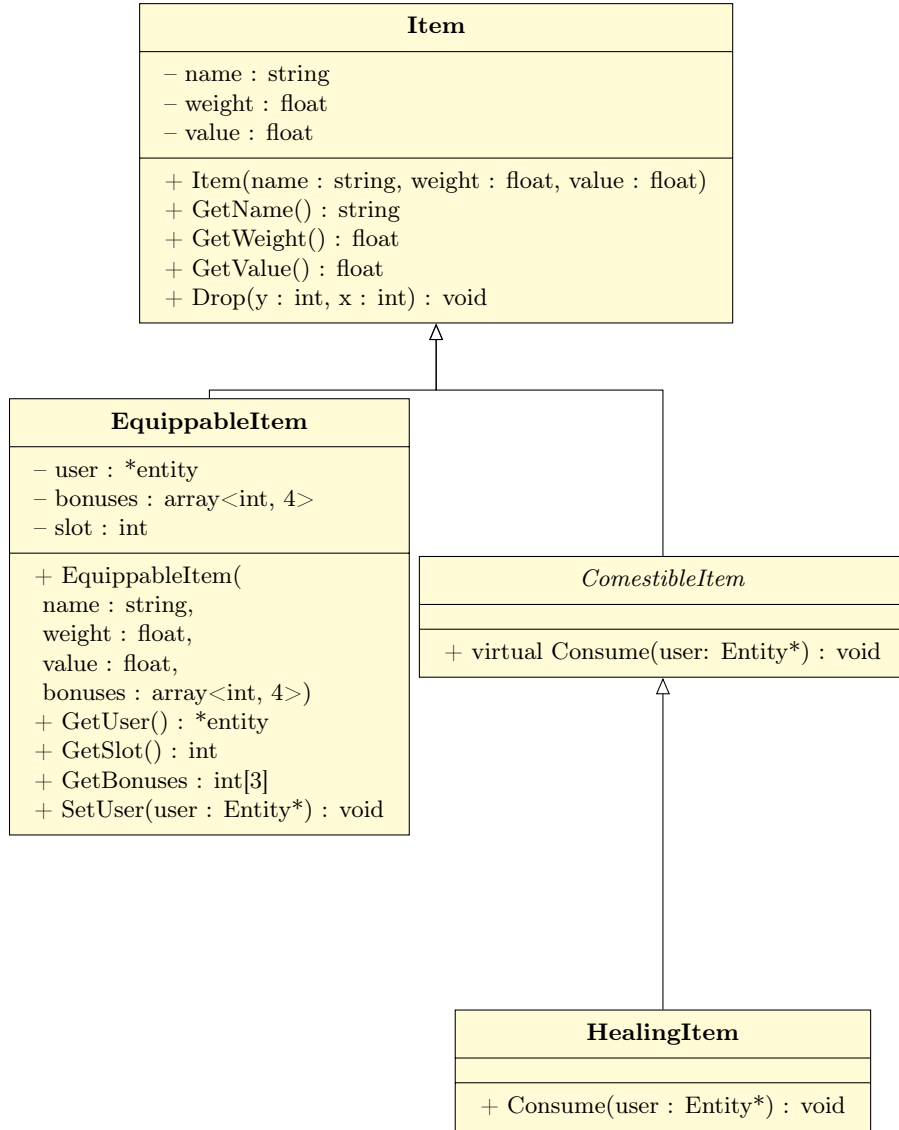 Item
– name : string
– weight : float
– value : float
+ Item(name : string, weight : float, value : float)
+ GetName() : string
+ GetWeight() : float
+ GetValue() : float
+ Drop(y : int, x : int) : void
EquippableItem
– user : *entity
– bonuses : array<int, 4>
– slot : int
+ EquippableItem(
name : string,
weight : float,
value : float,
bonuses : array<int, 4>)
+ GetUser() : *entity
+ GetSlot() : int
+ GetBonuses : int[3]
+ SetUser(user : Entity*) : void
ComestibleItem
+ virtual Consume(user: Entity*) : void
HealingItem
+ Consume(user : Entity*) : void